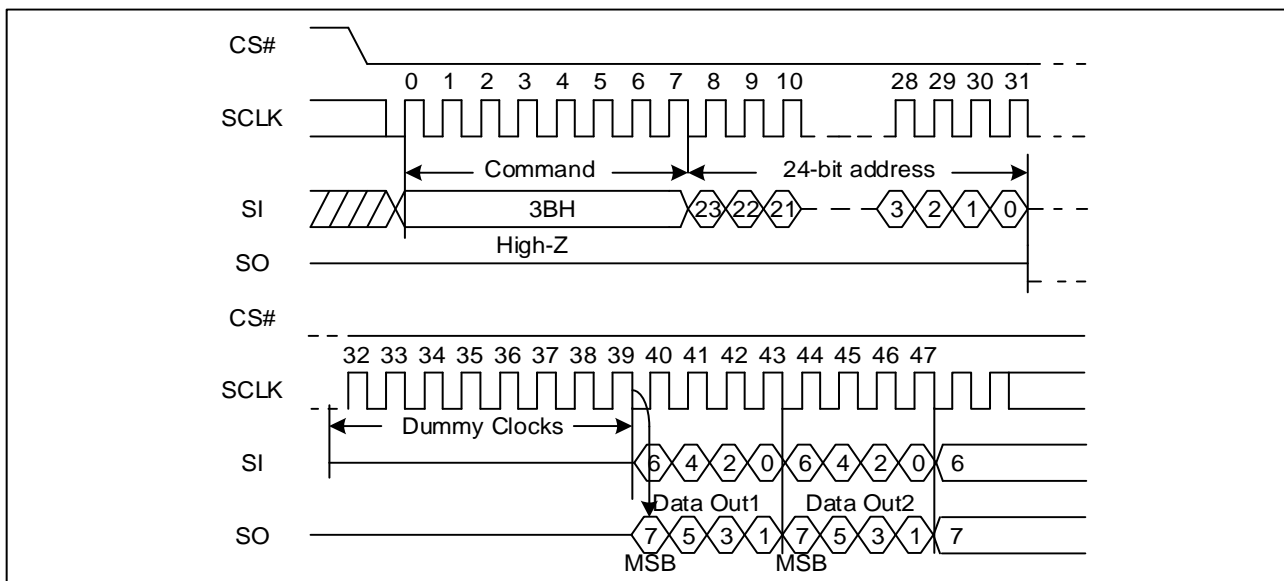 CS#
0 1 2 3 4 5 6 7 8 9 10 28 29 30 31
SCLK
Command 24-bit address
SI 3BH 23 22 21 3 2 1 0
High-Z
SO
CS#
32 33 34 35 36 37 38 39 40 41 42 43 44 45 46 47
SCLK
Dummy Clocks
SI 6 4 2 0 6 4 2 0 6
Data Out1 Data Out2
SO 7 5 3 1 7 5 3 1 7
MSB MSB